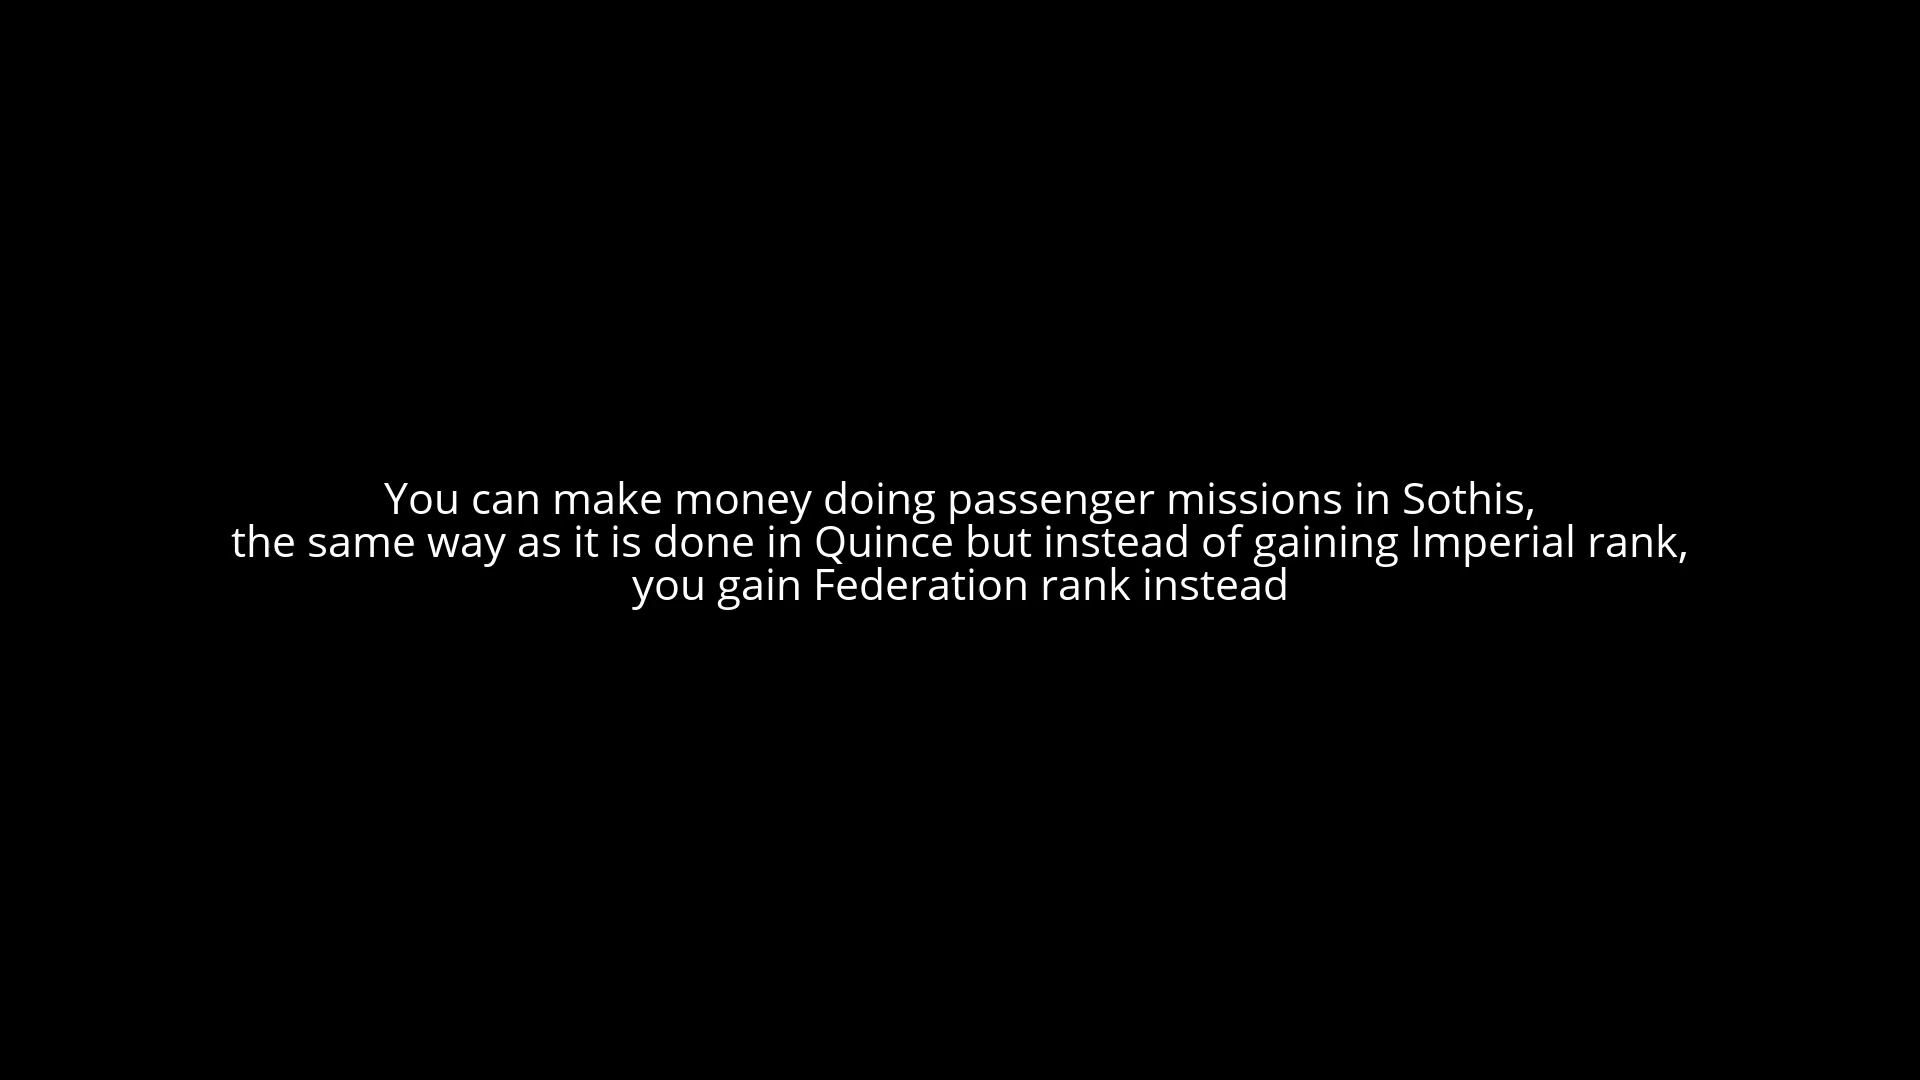 You can make money doing passenger missions in Sothis,
the same way as it is done in Quince but instead of gaining Imperial rank,
you gain Federation rank instead